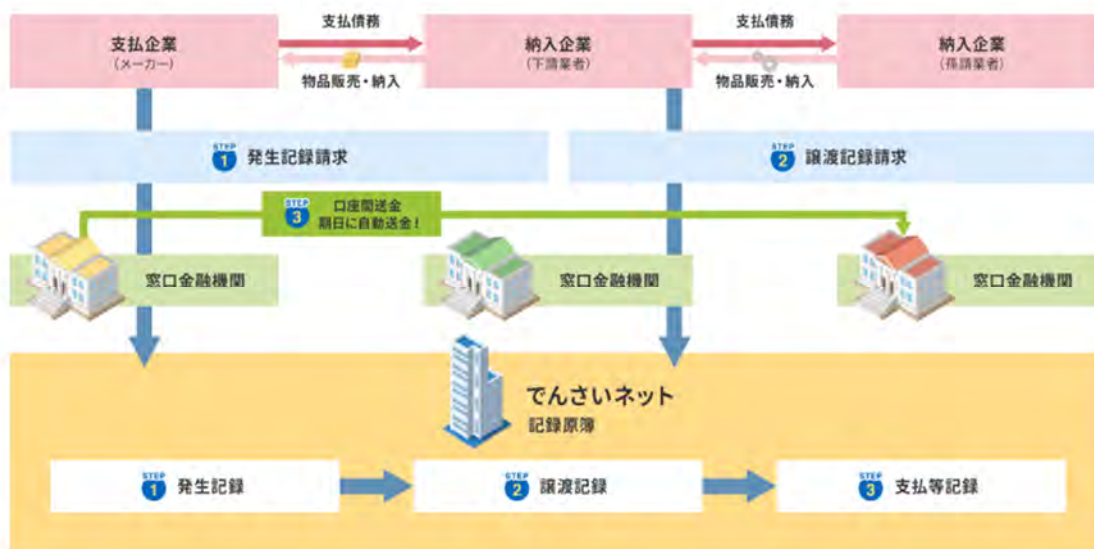 支払債務
支払債務
支払企業
(メーカー)
納入企業
(下請業者)
納入企業
(孫請業者)
物品販売・納入
物品販売・納入
STEP 1 発生記録請求
STEP 2 譲渡記録請求
STEP 3 口座間送金
期日に自動送金！
窓口金融機関
窓口金融機関
窓口金融機関
でんさいネット
記録原簿
STEP 1 発生記録
STEP 2 譲渡記録
STEP 3 支払等記録